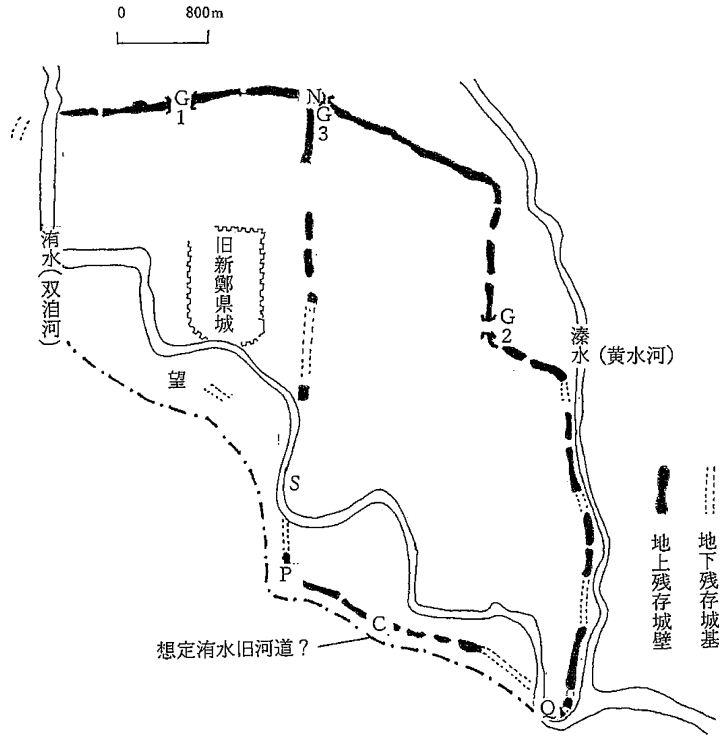 0 800m
G
1
N
G
3
洧水(双洎河)
旧新鄭県城
G
2
溱水(黄水河)
望
S
P
C
想定洧水旧河道?
Q
地上残存城壁
地下残存城基